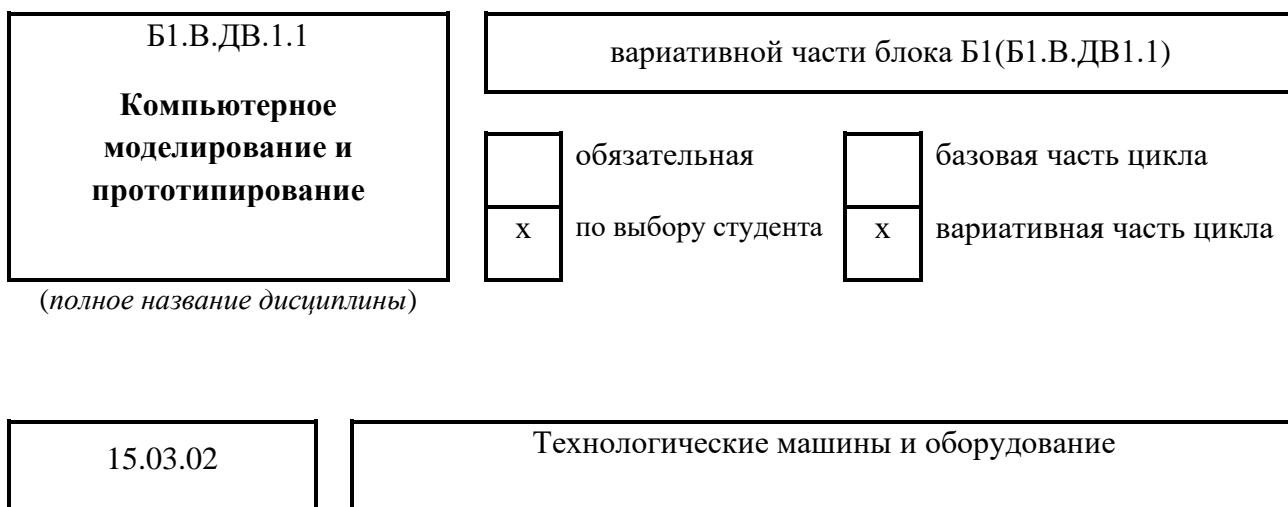 Б1.В.ДВ.1.1
Компьютерное
моделирование и
прототипирование
(полное название дисциплины)
вариативной части блока Б1(Б1.В.ДВ1.1)
обязательная
х по выбору студента
базовая часть цикла
х вариативная часть цикла
15.03.02
Технологические машины и оборудование